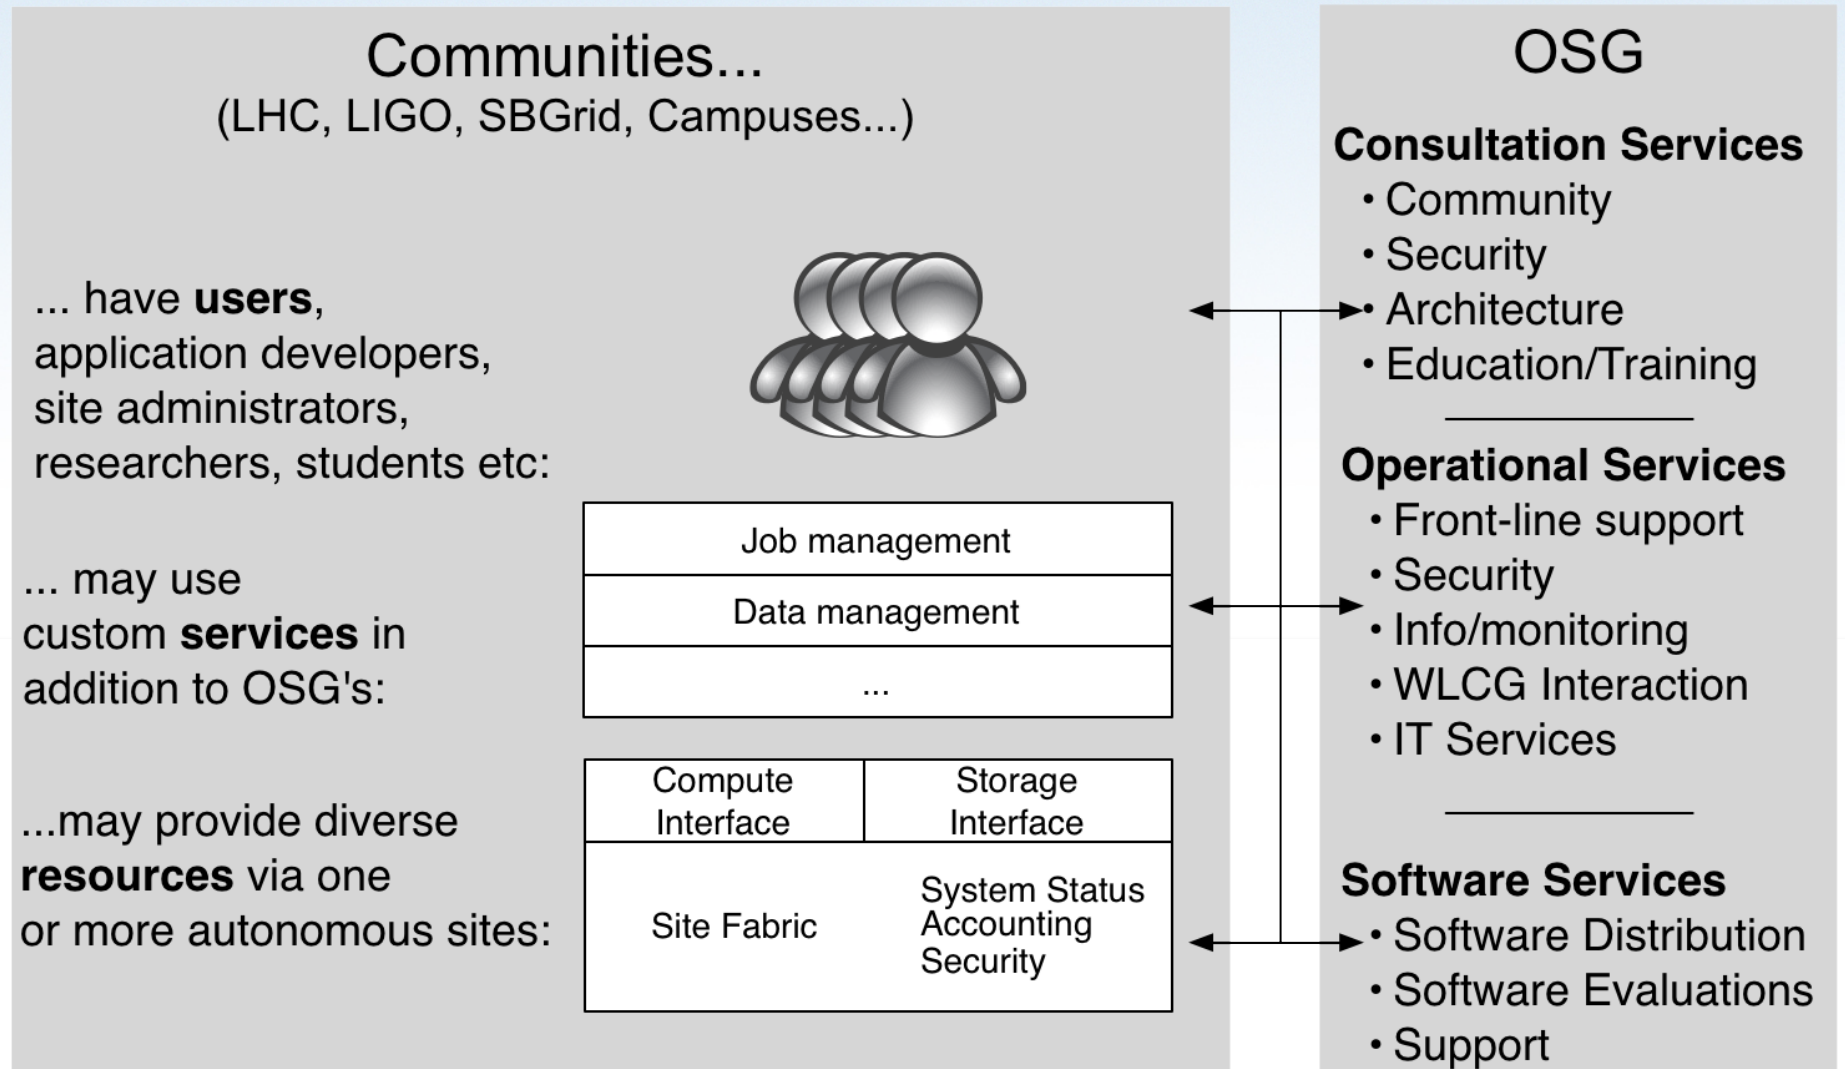 Communities...
(LHC, LIGO, SBGrid, Campuses...)
... have users,
application developers,
site administrators,
researchers, students etc:
... may use
custom services in
addition to OSG's:
Job management
Data management
...
...may provide diverse
resources via one
or more autonomous sites:
Compute
Interface
Storage
Interface
Site Fabric
System Status
Accounting
Security
OSG
Consultation Services
• Community
• Security
• Architecture
• Education/Training
Operational Services
• Front-line support
• Security
• Info/monitoring
• WLCG Interaction
• IT Services
Software Services
• Software Distribution
• Software Evaluations
• Support